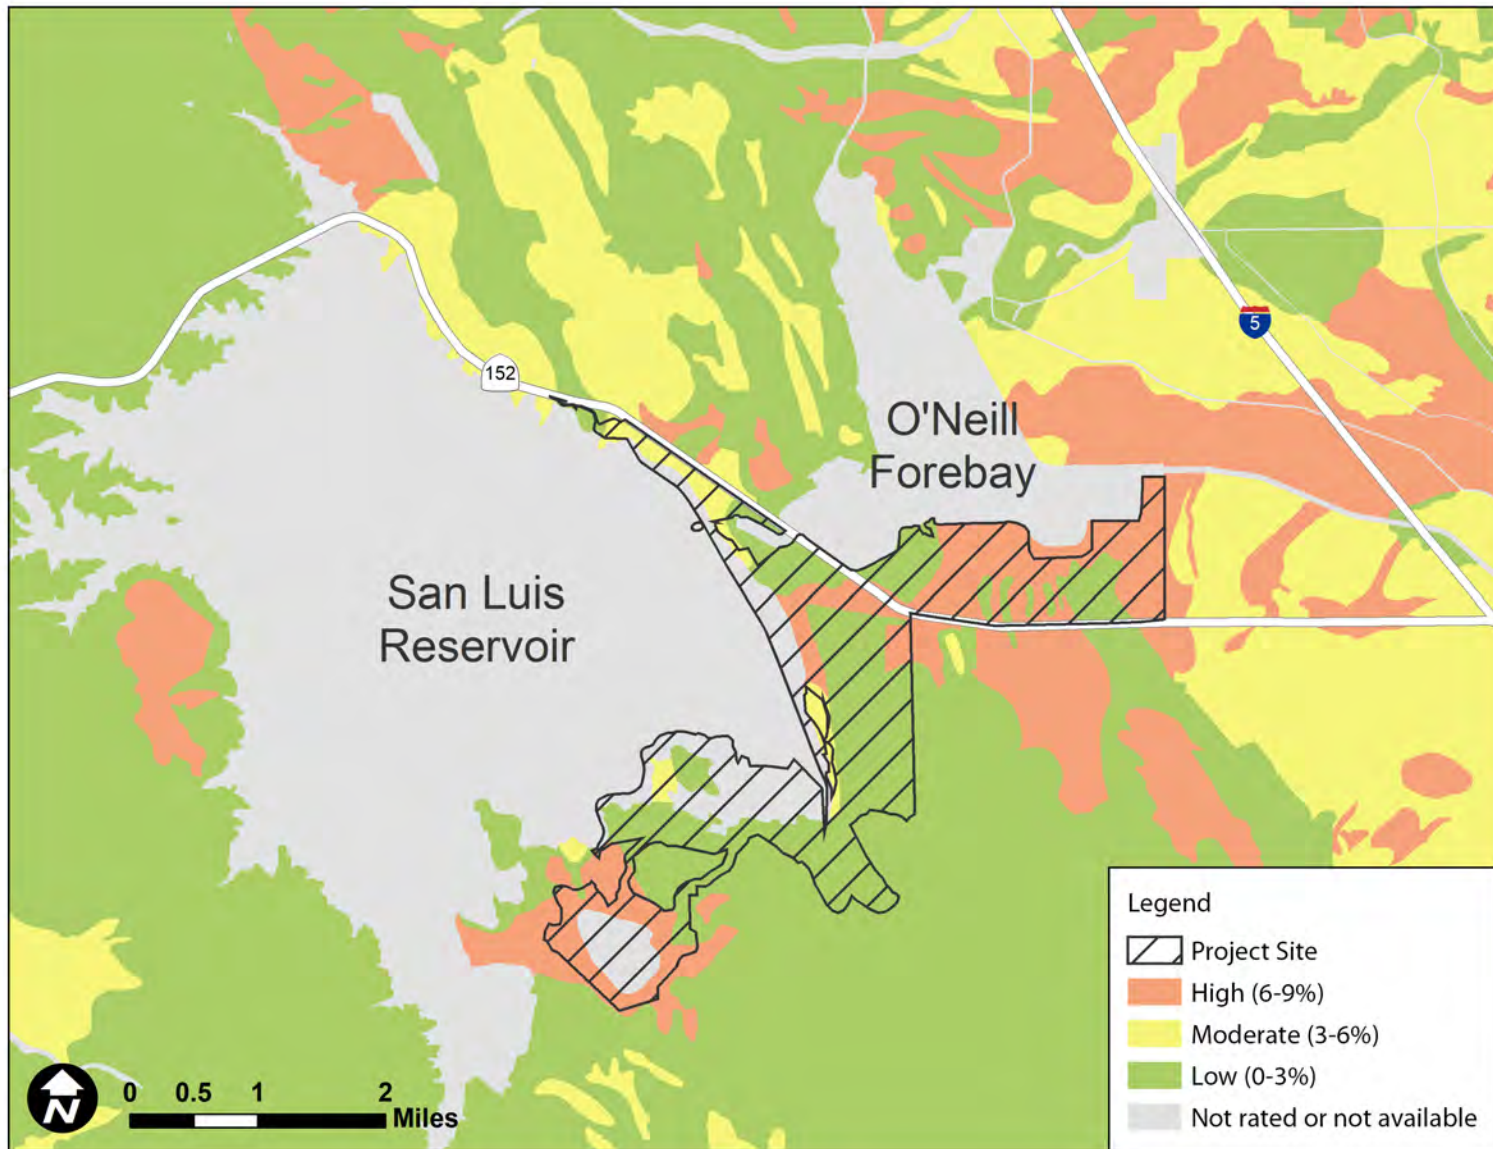 5
152
O'Neill
Forebay
San Luis
Reservoir
Legend
Project Site
High (6-9%)
Moderate (3-6%)
Low (0-3%)
Not rated or not available
N
0 0.5 1 2
Miles